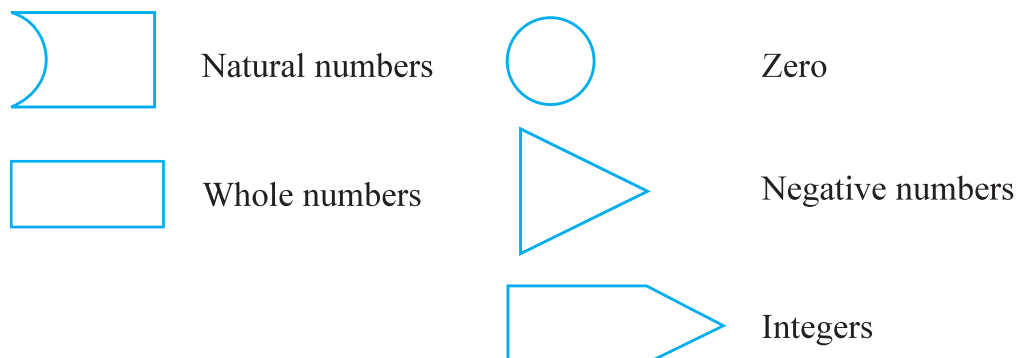 Natural numbers
Zero
Whole numbers
Negative numbers
Integers